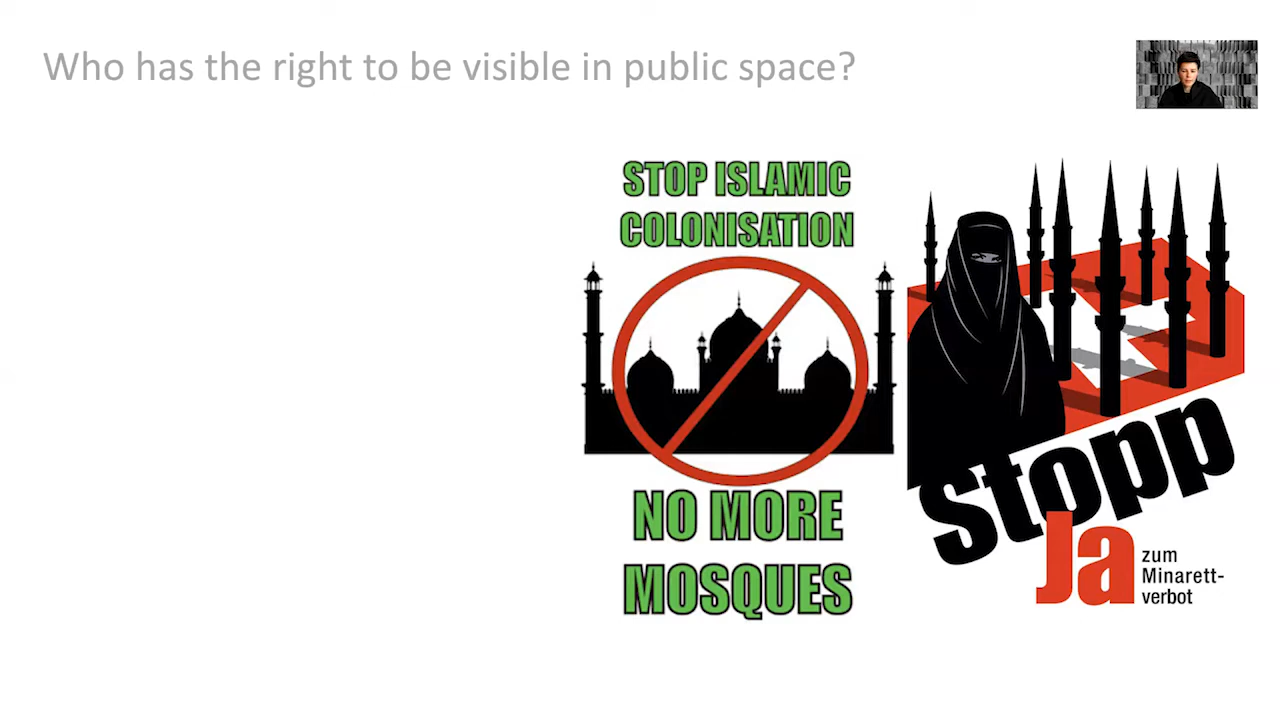 Who has the right to be visible in public space?
STOP ISLAMIC
COLONISATION
NO MORE
MOSQUES
Stopp
Ja
zum
Minarett-
verbot